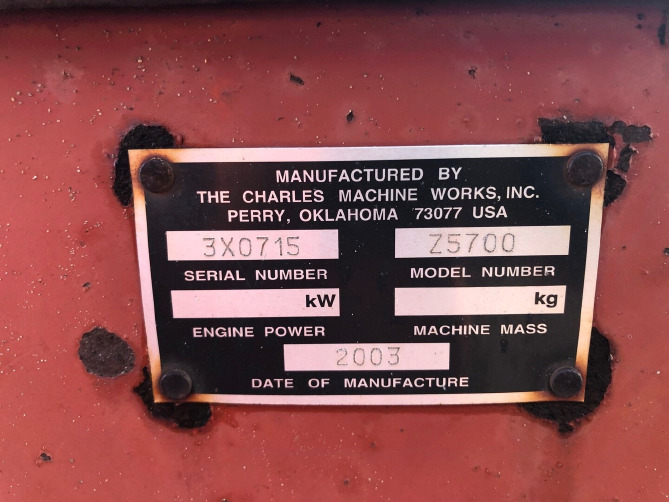 MANUFACTURED BY
THE CHARLES MACHINE WORKS, INC.
PERRY, OKLAHOMA 73077 USA
3X0715 Z5700
SERIAL NUMBER MODEL NUMBER
kW kg
ENGINE POWER MACHINE MASS
2003
DATE OF MANUFACTURE